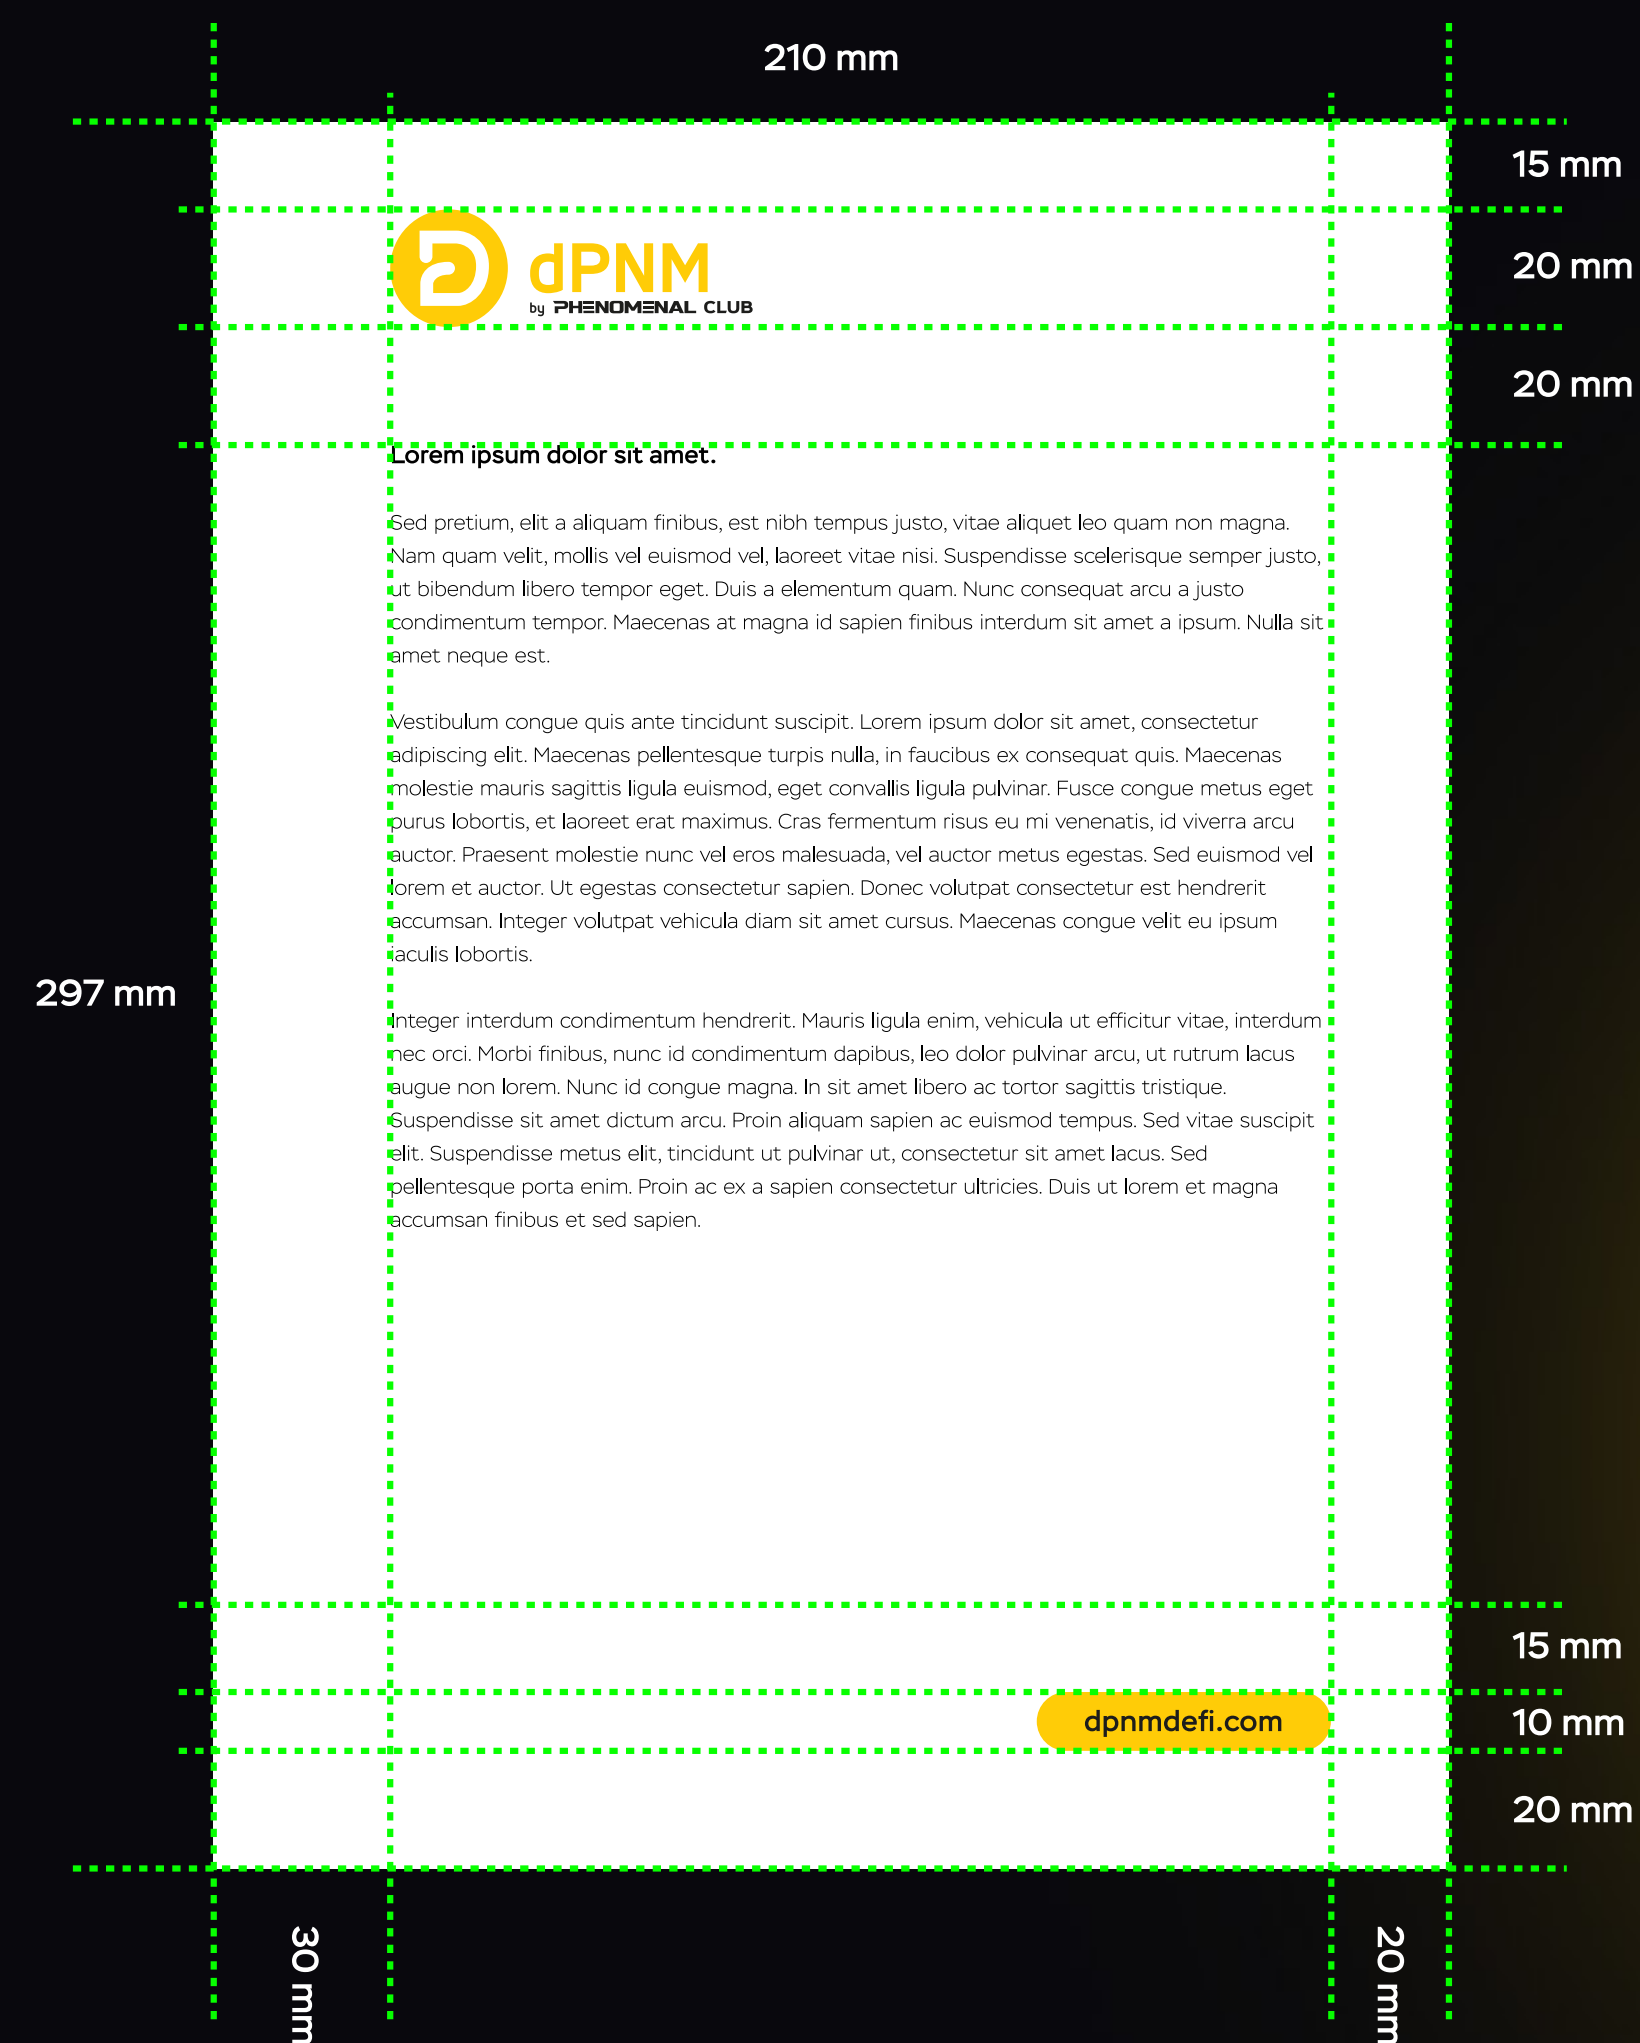 210 mm
15 mm
20 mm
dPNM
by PHENOMENAL CLUB
20 mm
Lorem ipsum dolor sit amet.
Sed pretium, elit a aliquam finibus, est nibh tempus justo, vitae aliquet leo quam non magna.
Nam quam velit, mollis vel euismod vel, laoreet vitae nisi. Suspendisse scelerisque semper justo,
ut bibendum libero tempor eget. Duis a elementum quam. Nunc consequat arcu a justo
condimentum tempor. Maecenas at magna id sapien finibus interdum sit amet a ipsum. Nulla sit
amet neque est.
Vestibulum congue quis ante tincidunt suscipit. Lorem ipsum dolor sit amet, consectetur
adipiscing elit. Maecenas pellentesque turpis nulla, in faucibus ex consequat quis. Maecenas
molestie mauris sagittis ligula euismod, eget convallis ligula pulvinar. Fusce congue metus eget
purus lobortis, et laoreet erat maximus. Cras fermentum risus eu mi venenatis, id viverra arcu
auctor. Praesent molestie nunc vel eros malesuada, vel auctor metus egestas. Sed euismod vel
lorem et auctor. Ut egestas consectetur sapien. Donec volutpat consectetur est hendrerit
accumsan. Integer volutpat vehicula diam sit amet cursus. Maecenas congue velit eu ipsum
iaculis lobortis.
297 mm
Integer interdum condimentum hendrerit. Mauris ligula enim, vehicula ut efficitur vitae, interdum
nec orci. Morbi finibus, nunc id condimentum dapibus, leo dolor pulvinar arcu, ut rutrum lacus
augue non lorem. Nunc id congue magna. In sit amet libero ac tortor sagittis tristique.
Suspendisse sit amet dictum arcu. Proin aliquam sapien ac euismod tempus. Sed vitae suscipit
elit. Suspendisse metus elit, tincidunt ut pulvinar ut, consectetur sit amet lacus. Sed
pellentesque porta enim. Proin ac ex a sapien consectetur ultricies. Duis ut lorem et magna
accumsan finibus et sed sapien.
15 mm
dpnmdefi.com
10 mm
20 mm
30 mm
20 mm